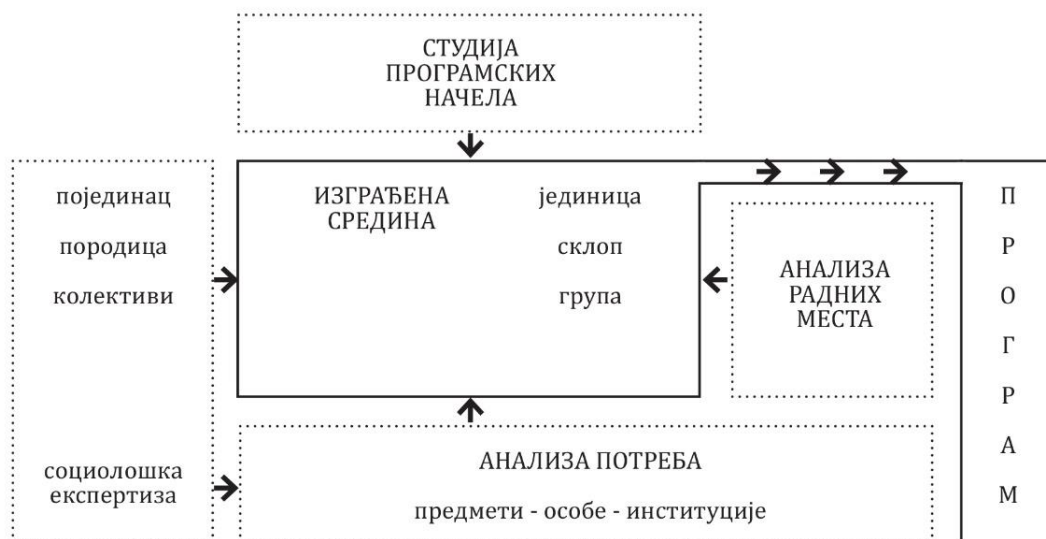 СТУДИЈА
ПРОГРАМСКИХ
НАЧЕЛА
појединац
породица
колективи
социолошка
експертиза
ИЗГРАЂЕНА
СРЕДИНА
јединица
склоп
група
АНАЛИЗА
РАДНИХ
МЕСТА
АНАЛИЗА ПОТРЕБА
предмети - особе - институције
П
Р
О
Г
Р
А
М